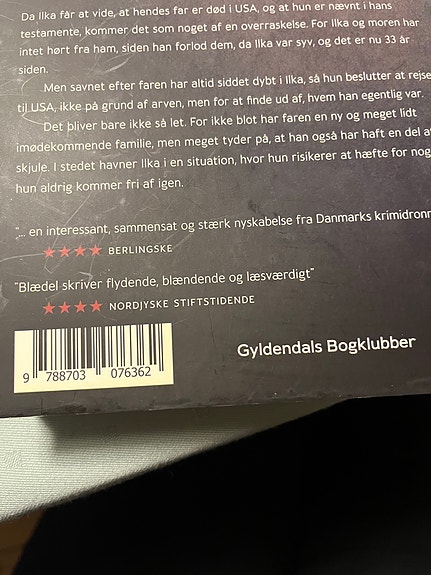 Da Ilka får at vide, at hendes far er død i USA, og at hun er nævnt i hans
testamente, kommer det som noget af en overraskelse. For Ilka og moren har
intet hørt fra ham, siden han forlod dem, da Ilka var syv, og det er nu 33 år
siden.
Men savnet efter faren har altid siddet dybt i Ilka, så hun beslutter at rejse
til USA, ikke på grund af arven, men for at finde ud af, hvem han egentlig var.
Det bliver bare ikke så let. For ikke blot har faren en ny og meget lidt
imødekommende familie, men meget tyder på, at han også har haft en del a
skjule. I stedet havner Ilka i en situation, hvor hun risikerer at hæfte for nog
hun aldrig kommer fri af igen.
"... en interessant, sammensat og stærk nyskabelse fra Danmarks krimidronn
★★★★ BERLINGSKE
"Blædel skriver flydende, blændende og læsværdigt"
★★★★ NORDJYSKE STIFTSTIDENDE
9 788703 076362
Gyldendals Bogklubber